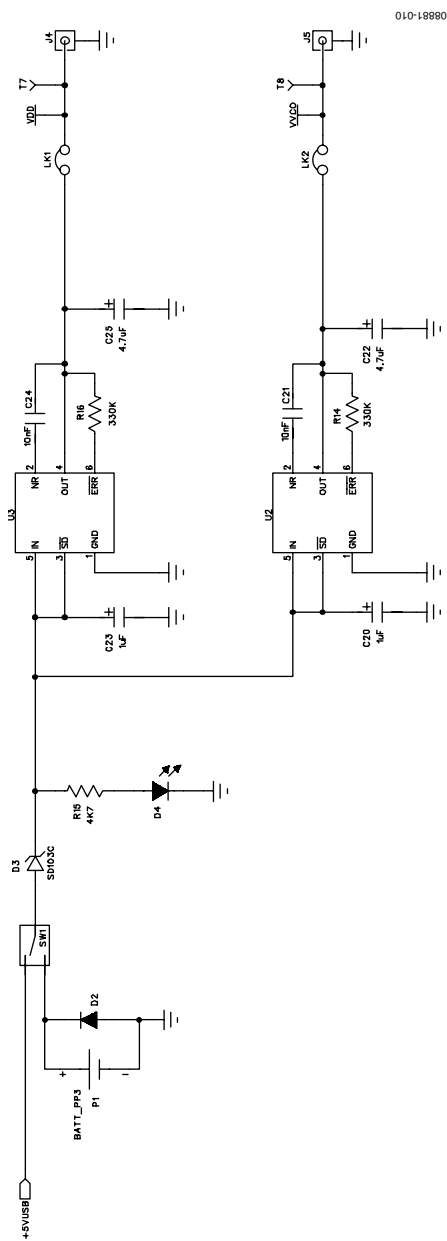 +5VUSB
BATT_PP3
P1
+
-
D2
SW1
D3
SD103C
R15
4K7
D4
C23
1uF
+
U3
5 IN
3 SD
1 GND
NR 2
OUT 4
ERR 6
10nF
C24
R16
330K
C25
4.7uF
+
LK1
VDD
T7
J4
C20
1uF
+
U2
5 IN
3 SD
1 GND
NR 2
OUT 4
ERR 6
10nF
C21
R14
330K
C22
4.7uF
+
LK2
VVCO
T8
J5
08881-010